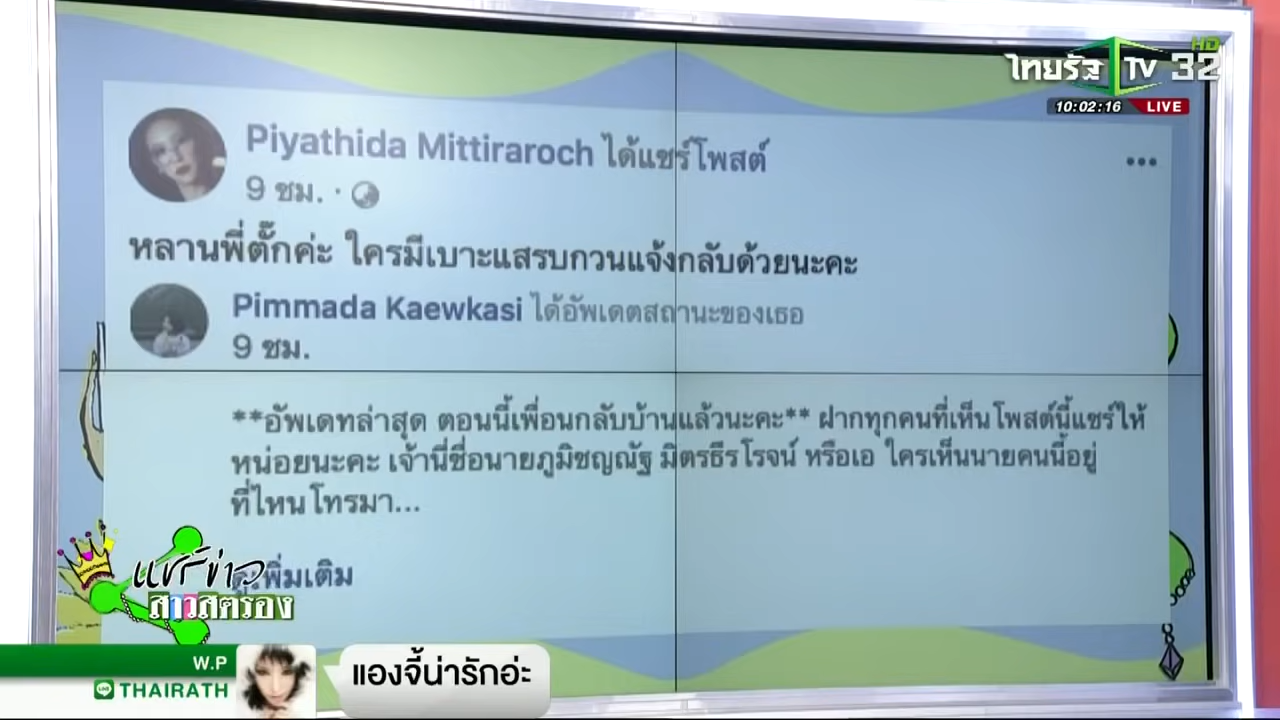 ไทยรัฐ TV 32 HD
10:02:16 LIVE
Piyathida Mittiraroch ได้แชร์โพสต์
9 ชม.
หลานพี่ตั๊กค่ะ ใครมีเบาะแสรบกวนแจ้งกลับด้วยนะคะ
Pimmada Kaewkasi ได้อัพเดตสถานะของเธอ
9 ชม.
**อัพเดทล่าสุด ตอนนี้เพื่อนกลับบ้านแล้วนะคะ** ฝากทุกคนที่เห็นโพสต์นี้แชร์ให้
หน่อยนะคะ เจ้านี่ชื่อนายภูมิชญณัฐ มิตรธีรโรจน์ หรือเอ ใครเห็นนายคนนี้อยู่
ที่ไหนโทรมา...
ดูเพิ่มเติม
แชร์ข่าว
สาวสตรอง
W.P
LINE THAIRATH
แองจี้น่ารักอ่ะ